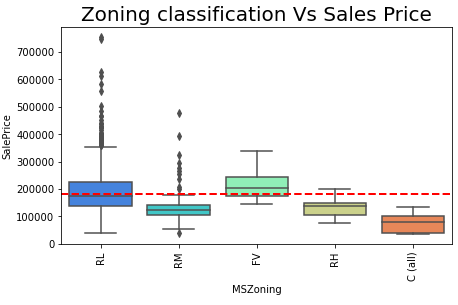 Zoning classification Vs Sales Price
SalePrice
700000
600000
500000
400000
300000
200000
100000
0
RL
RM
FV
RH
C (all)
MSZoning